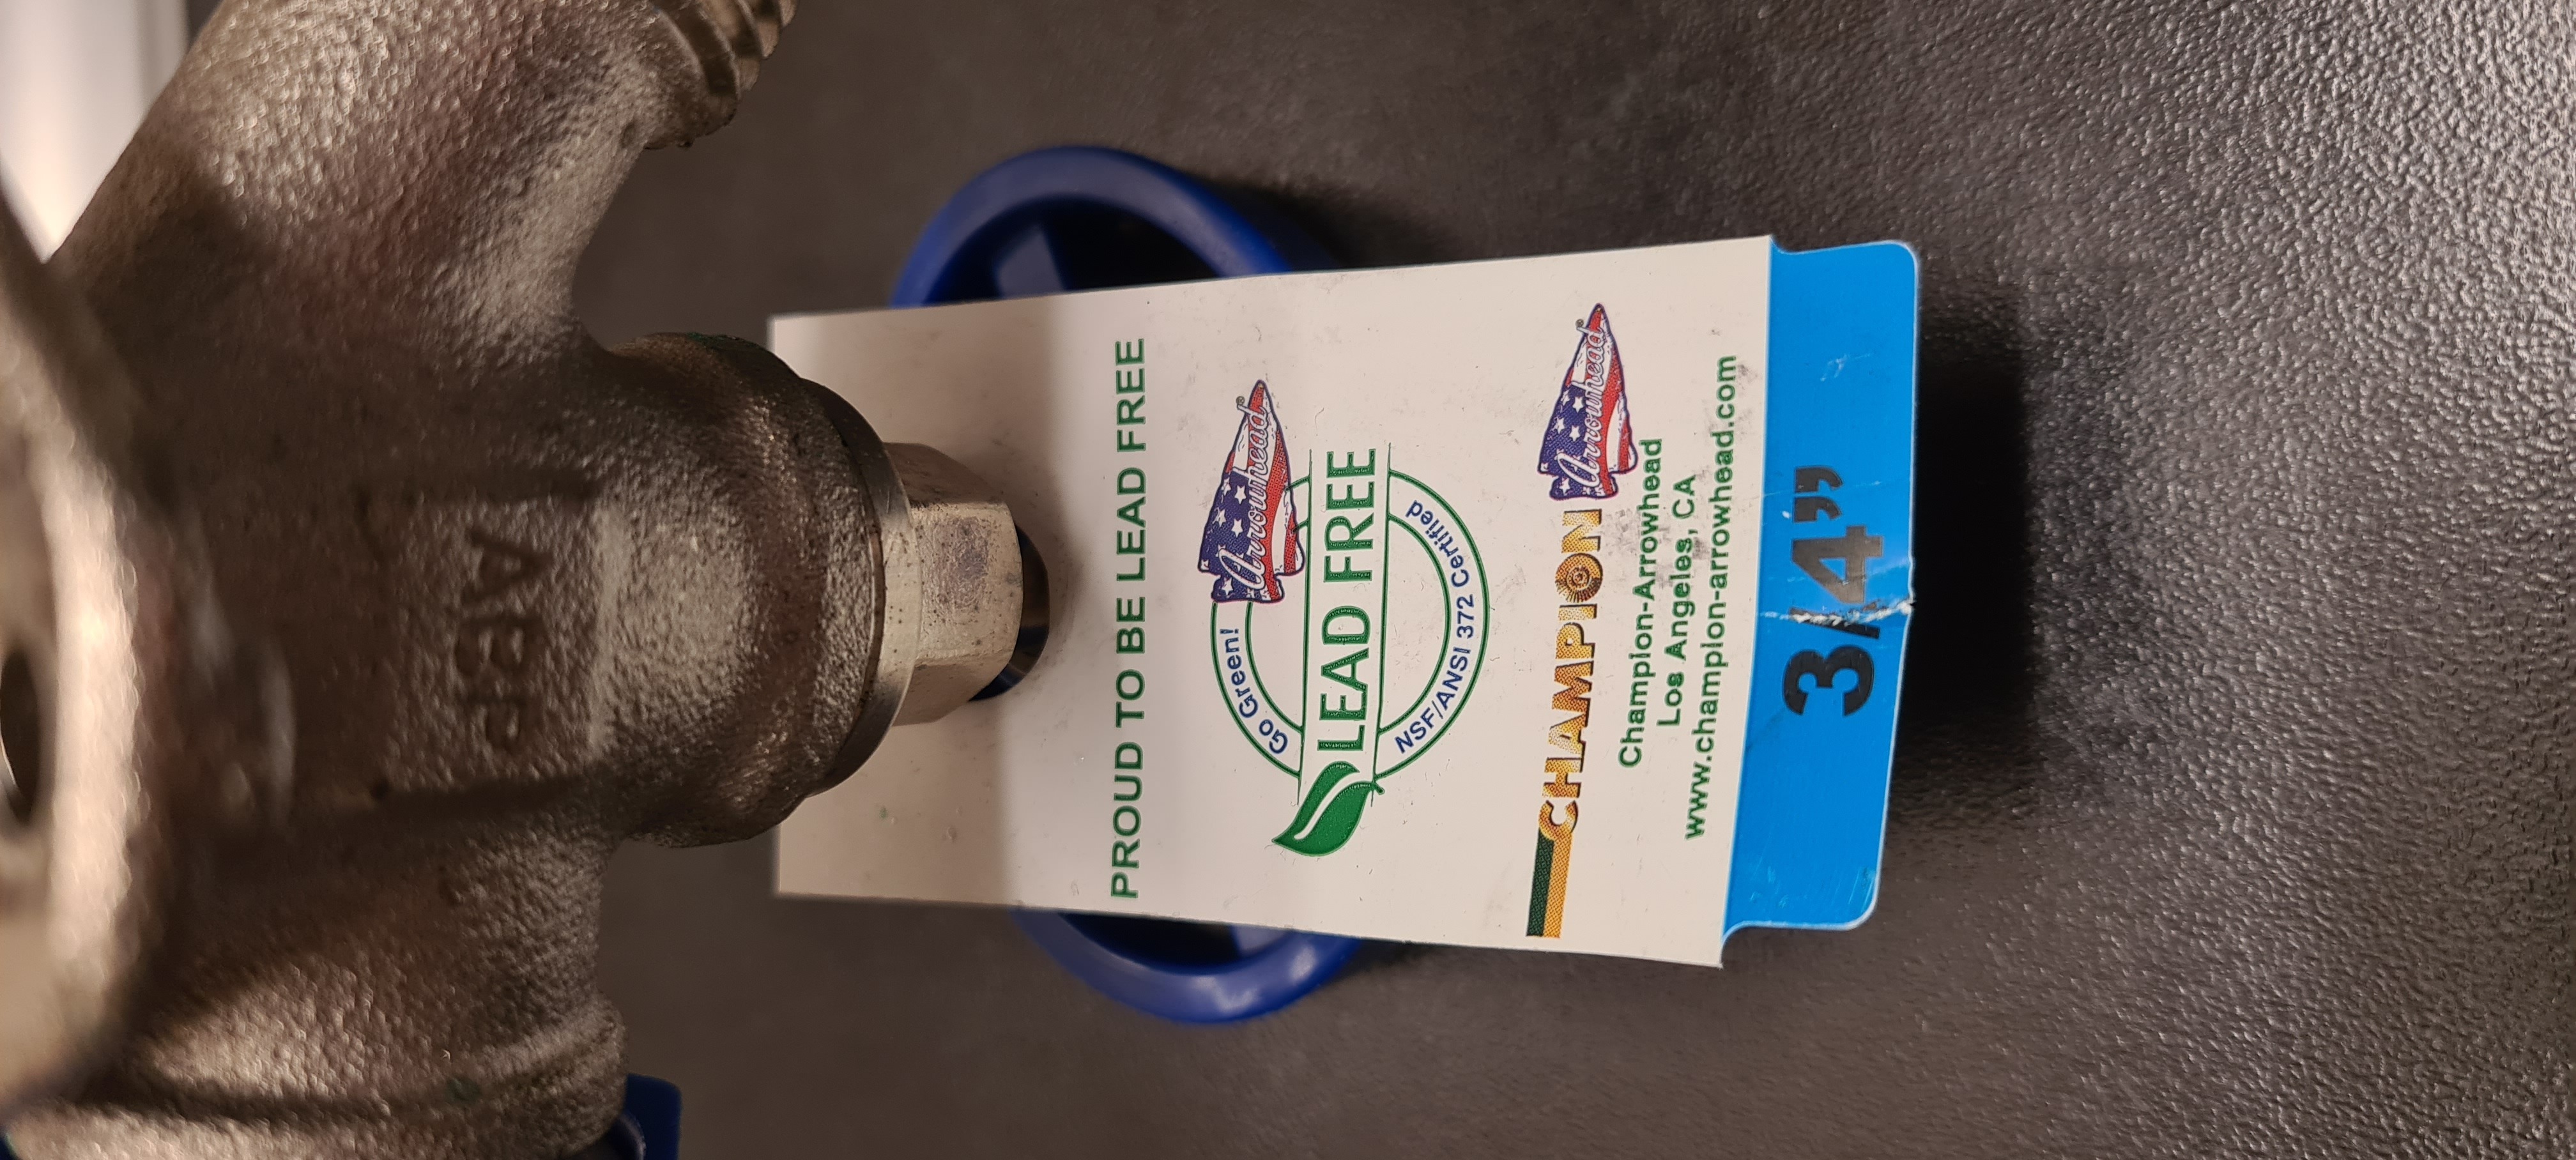 PROUD TO BE LEAD FREE
Arrowhead®
Go Green!
LEAD FREE
NSF/ANSI 372 Certified
CHAMPION
Arrowhead®
Champion-Arrowhead
Los Angeles, CA
www.champion-arrowhead.com
3/4”
ABP